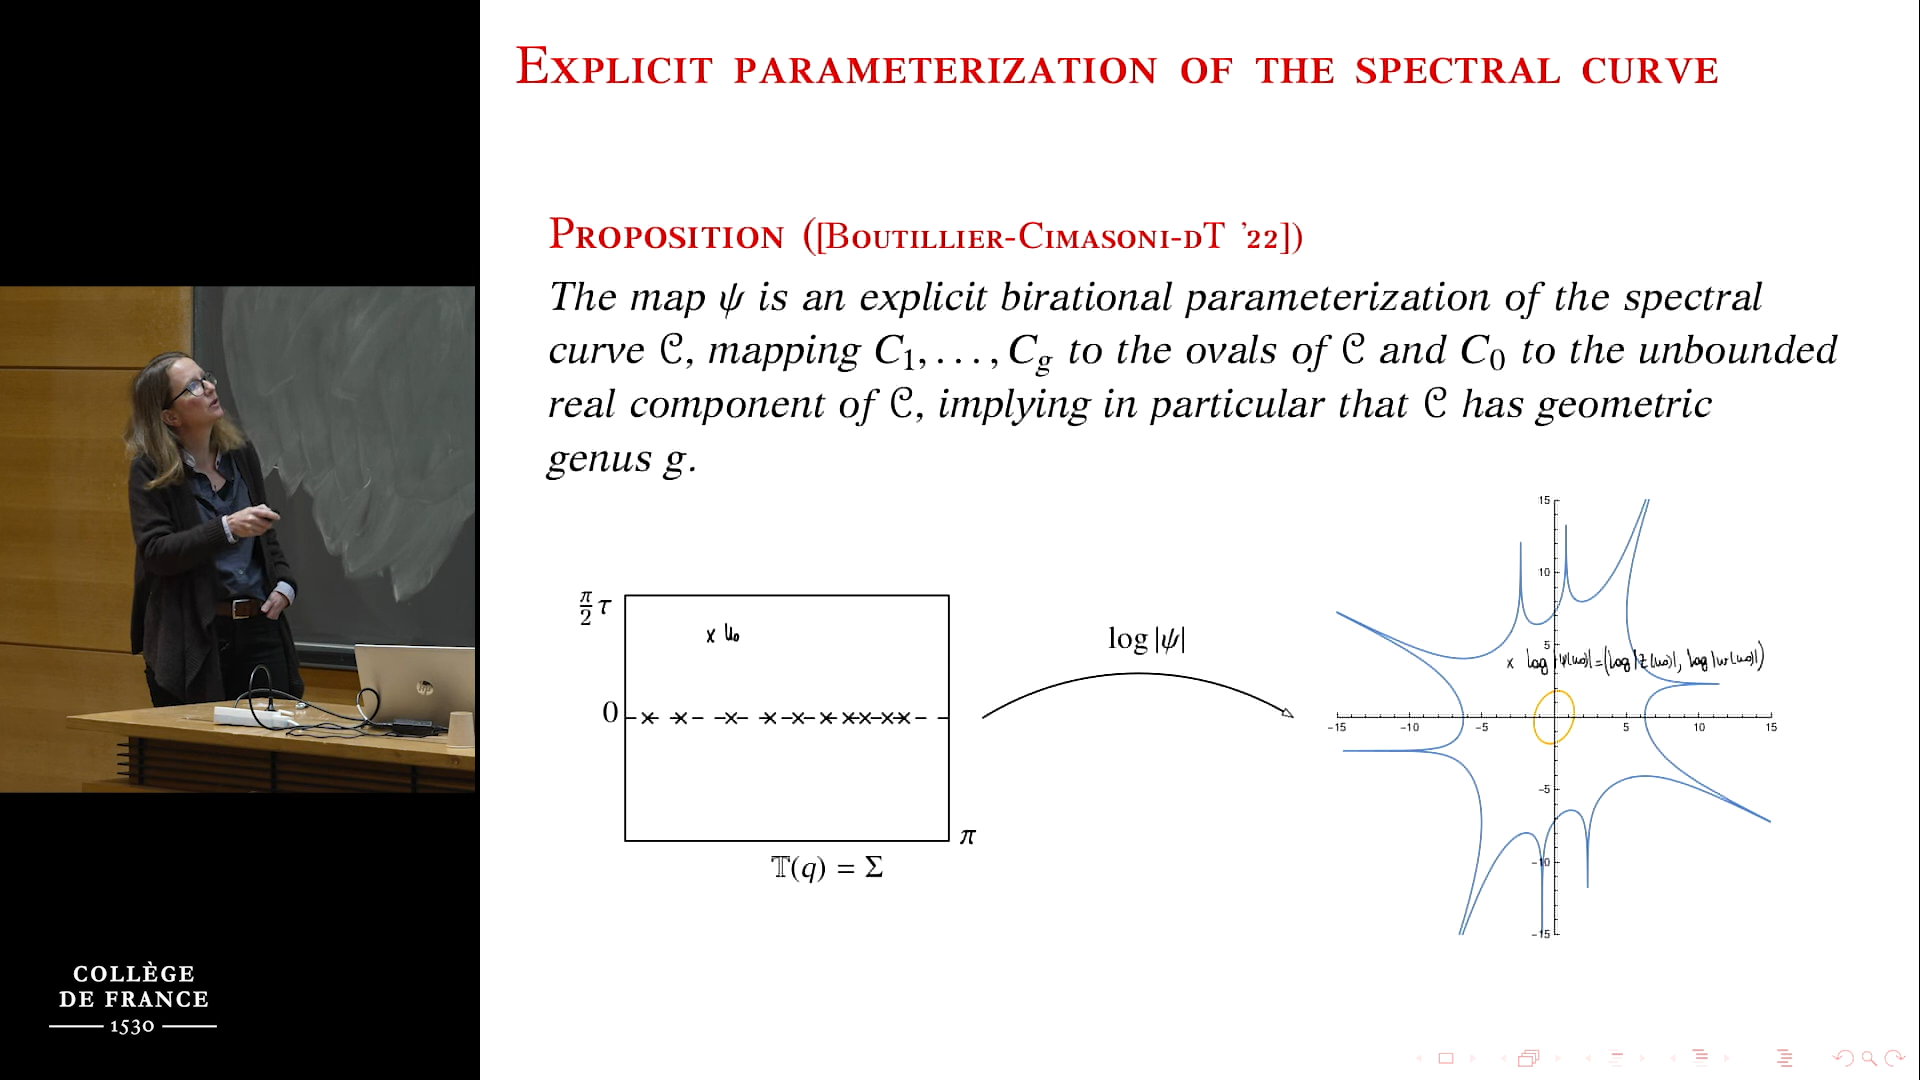 EXPLICIT PARAMETERIZATION OF THE SPECTRAL CURVE
PROPOSITION ([BOUTILLIER-CIMASONI-DT '22])
The map ψ is an explicit birational parameterization of the spectral
curve 𝒞, mapping C₁, . . . , C_g to the ovals of 𝒞 and C₀ to the unbounded
real component of 𝒞, implying in particular that 𝒞 has geometric
genus g.
π/2 τ
x u₀
0
π
𝕋(q) = Σ
log |ψ|
15
10
5
x log |ψ(u₀)| = (log |z(u₀)|, log |w(u₀)|)
-15 -10 -5 5 10 15
-5
-10
-15
hp
COLLÈGE
DE FRANCE
1530